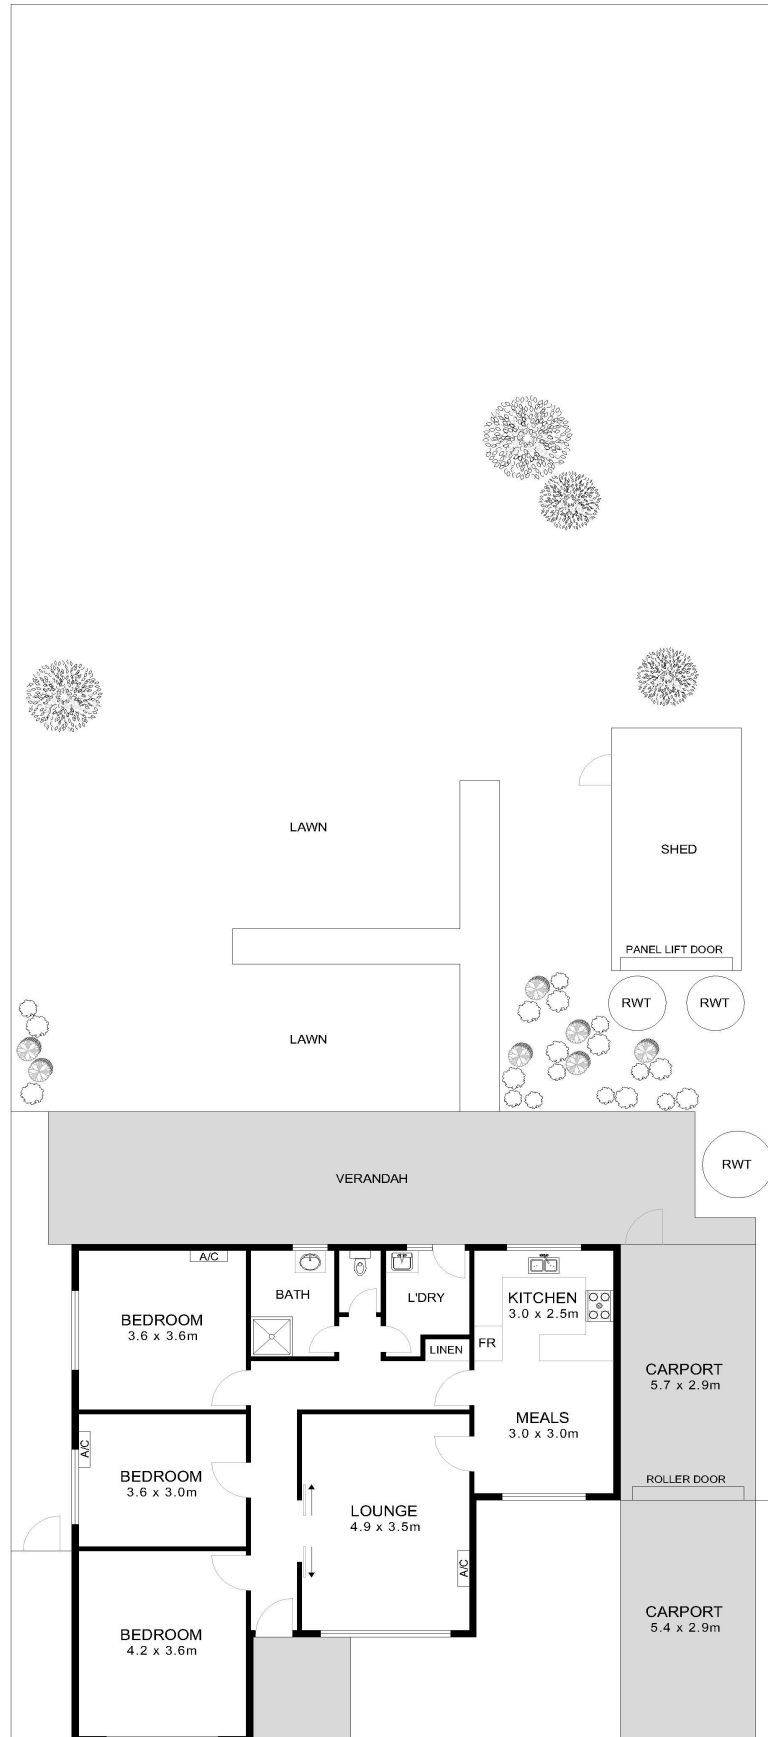 LAWN
SHED
PANEL LIFT DOOR
RWT
RWT
LAWN
RWT
VERANDAH
A/C
BATH
L'DRY
KITCHEN
3.0 x 2.5m
BEDROOM
3.6 x 3.6m
FR
LINEN
CARPORT
5.7 x 2.9m
MEALS
3.0 x 3.0m
A/C
BEDROOM
3.6 x 3.0m
ROLLER DOOR
LOUNGE
4.9 x 3.5m
A/C
CARPORT
5.4 x 2.9m
BEDROOM
4.2 x 3.6m